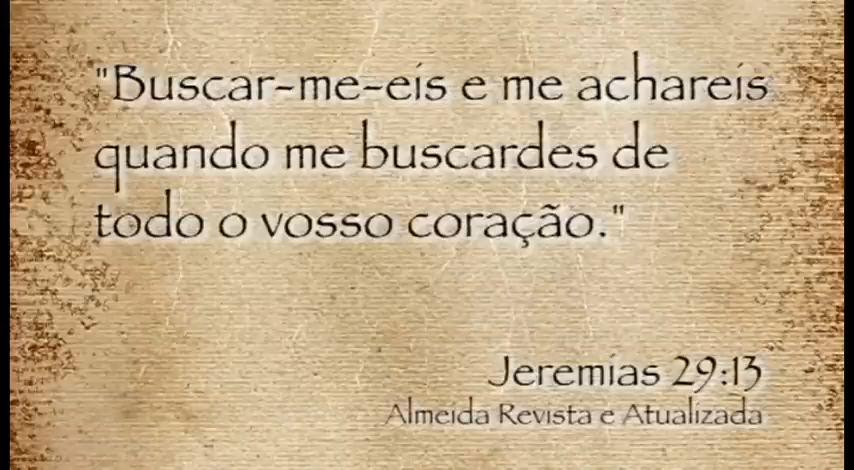 "Buscar-me-eis e me achareis
quando me buscardes de
todo o vosso coração."
Jeremias 29:13
Almeida Revista e Atualizada